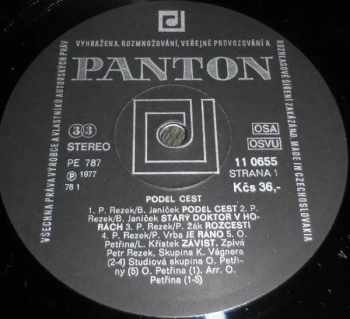 VYHRAŽENA, ROZMNOŽOVÁNÍ, VEŘEJNÉ PROVOZOVÁNÍ A
ROZHLASOVÉ ŠÍŘENÍ ZAKÁZÁNO. MADE IN CZECHOSLOVAKIA
VŠECHNA PRÁVA VÝROBCE A VLASTNÍKŮ AUTORSKÝCH PRÁV
PANTON
33 STEREO
OSA
OSVU
PE 787
11 0655
℗ 1977
STRANA 1
78 1
Kčs 36,-
PODEL CEST
1. P. Rezek/B. Janíček PODEL CEST 2. P.
Rezek/B. Janíček STARÝ DOKTOR V HO-
RÁCH 3. P. Rezek/P. Žák ROZCESTÍ
4. P. Rezek/P. Vrba JE RÁNO 5. O.
Petřina/L. Křístek ZÁVIST. Zpívá
Petr Rezek, Skupina K. Vágnera
(2-4) Studiová skupina O. Petři-
ny (5) O. Petřina (1). Arr. O.
Petřina (1-5)